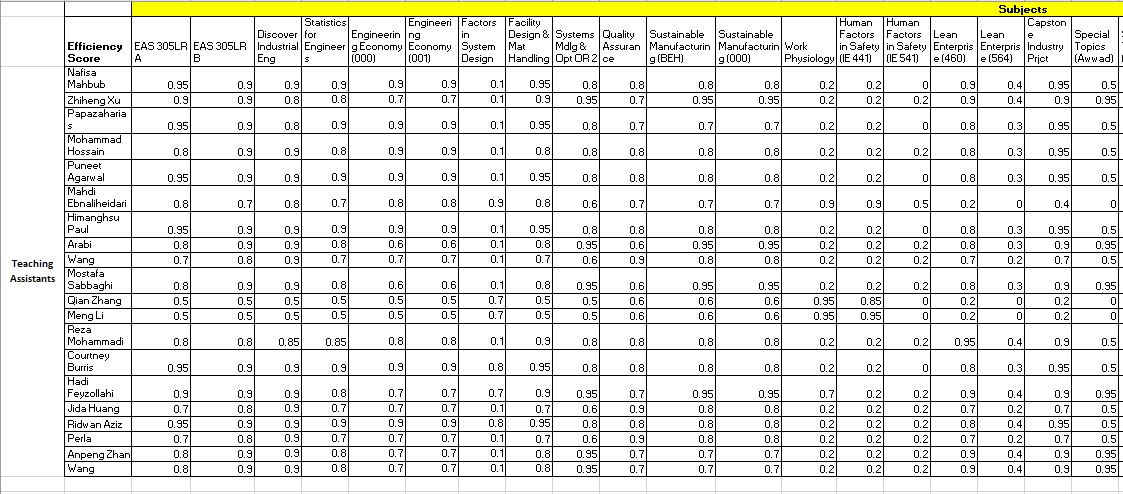 Subjects
Efficiency
Score
EAS 305LR
A
EAS 305LR
B
Discover
Industrial
Eng
Statistics
for
Engineer
s
Engineerin
g Economy
(000)
Engineeri
ng
Economy
(001)
Factors
in
System
Design
Facility
Design &
Mat
Handling
Systems
Mdlg &
Opt OR 2
Quality
Assuran
ce
Sustainable
Manufacturin
g (BEH)
Sustainable
Manufacturin
g (000)
Work
Physiology
Human
Factors
in Safety
(IE 441)
Human
Factors
in Safety
(IE 541)
Lean
Enterpris
e (460)
Lean
Enterpris
e (564)
Capston
e
Industry
Prjct
Special
Topics
(Awwad)
Teaching
Assistants
Nafisa
Mahbub 0.95 0.9 0.8 0.9 0.9 0.9 0.1 0.95 0.8 0.8 0.8 0.8 0.2 0.2 0 0.9 0.4 0.95 0.5
Zhiheng Xu 0.9 0.9 0.8 0.8 0.7 0.7 0.1 0.9 0.95 0.7 0.95 0.95 0.2 0.2 0.2 0.9 0.4 0.9 0.95
Papazaharia
s 0.95 0.9 0.8 0.9 0.9 0.9 0.1 0.95 0.8 0.7 0.7 0.7 0.2 0.2 0 0.8 0.3 0.95 0.5
Mohammad
Hossain 0.8 0.9 0.9 0.8 0.9 0.9 0.1 0.8 0.8 0.8 0.8 0.8 0.2 0.2 0.2 0.8 0.3 0.95 0.5
Puneet
Agarwal 0.95 0.9 0.9 0.9 0.9 0.9 0.1 0.95 0.8 0.8 0.8 0.8 0.2 0.2 0 0.8 0.3 0.95 0.5
Mahdi
Ebnaliheidari 0.8 0.7 0.8 0.7 0.8 0.8 0.9 0.8 0.6 0.7 0.7 0.7 0.9 0.9 0.5 0.2 0 0.4 0
Himanghsu
Paul 0.95 0.9 0.9 0.9 0.9 0.9 0.1 0.95 0.8 0.8 0.8 0.8 0.2 0.2 0 0.8 0.3 0.95 0.5
Arabi 0.8 0.9 0.9 0.8 0.6 0.6 0.1 0.8 0.95 0.6 0.95 0.95 0.2 0.2 0.2 0.8 0.3 0.9 0.95
Wang 0.7 0.8 0.9 0.7 0.7 0.7 0.1 0.7 0.6 0.9 0.8 0.8 0.2 0.2 0.2 0.7 0.2 0.7 0.5
Mostafa
Sabbaghi 0.8 0.9 0.9 0.8 0.6 0.6 0.1 0.8 0.95 0.6 0.95 0.95 0.2 0.2 0.2 0.8 0.3 0.9 0.95
Qian Zhang 0.5 0.5 0.5 0.5 0.5 0.5 0.7 0.5 0.5 0.6 0.6 0.6 0.95 0.85 0 0.2 0 0.2 0
Meng Li 0.5 0.5 0.5 0.5 0.5 0.5 0.7 0.5 0.5 0.6 0.6 0.6 0.95 0.95 0 0.2 0 0.2 0
Reza
Mohammadi 0.8 0.8 0.85 0.85 0.8 0.8 0.1 0.9 0.8 0.8 0.8 0.8 0.2 0.2 0.2 0.95 0.4 0.9 0.5
Courtney
Burris 0.95 0.9 0.9 0.9 0.9 0.9 0.8 0.95 0.8 0.8 0.8 0.8 0.2 0.2 0 0.8 0.3 0.95 0.5
Hadi
Feyzollahi 0.9 0.9 0.9 0.8 0.7 0.7 0.7 0.9 0.95 0.7 0.95 0.95 0.7 0.2 0.2 0.9 0.4 0.9 0.95
Jida Huang 0.7 0.8 0.9 0.7 0.7 0.7 0.1 0.7 0.6 0.9 0.8 0.8 0.2 0.2 0.2 0.7 0.2 0.7 0.5
Ridwan Aziz 0.95 0.9 0.9 0.9 0.9 0.9 0.8 0.95 0.8 0.8 0.8 0.8 0.2 0.2 0.2 0.8 0.4 0.95 0.5
Perla 0.7 0.8 0.9 0.7 0.7 0.7 0.1 0.7 0.6 0.9 0.8 0.8 0.2 0.2 0.2 0.7 0.2 0.7 0.5
Anpeng Zhan 0.8 0.9 0.9 0.8 0.7 0.7 0.1 0.8 0.95 0.7 0.7 0.7 0.2 0.2 0.2 0.9 0.4 0.9 0.95
Wang 0.8 0.9 0.9 0.8 0.7 0.7 0.1 0.8 0.95 0.7 0.7 0.7 0.2 0.2 0.2 0.9 0.4 0.9 0.95